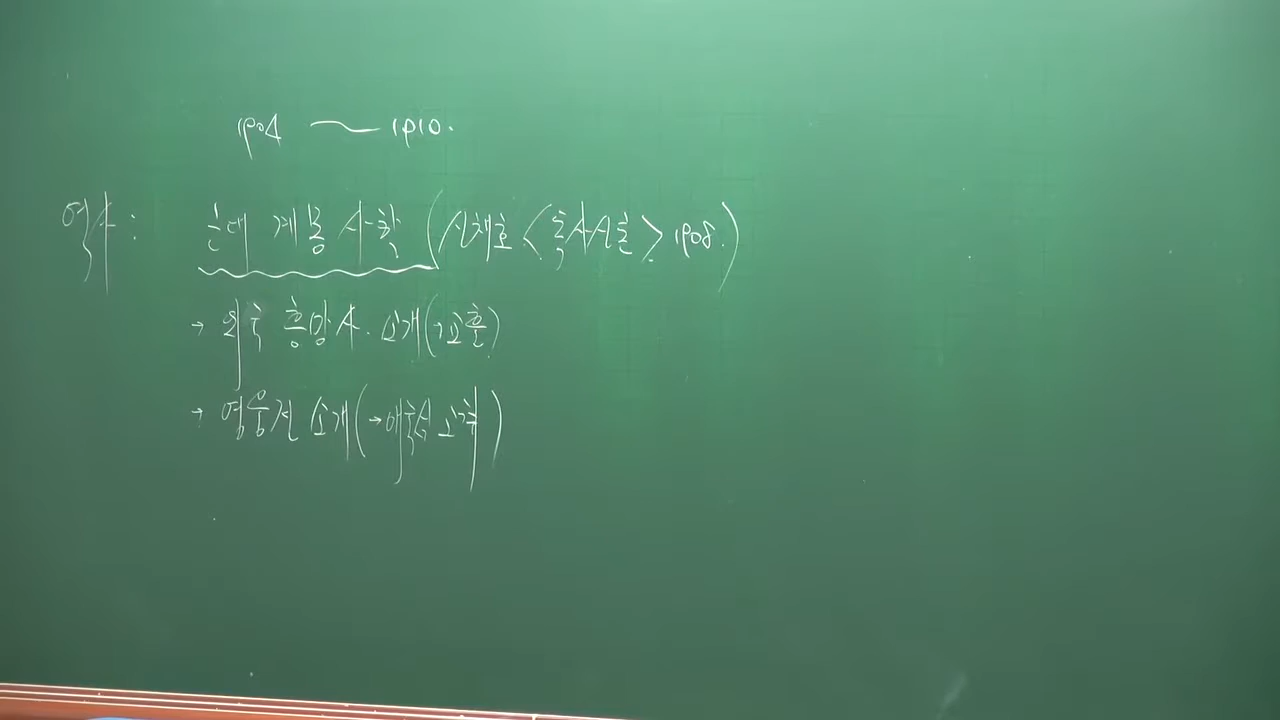 1904 ~ 1910.
역사 : 근대 계몽 사학 (신채호 <독사신론> 1908.)
→ 외국 흥망사. 소개 (→교훈)
→ 영웅전 소개 (→애국심 고취)